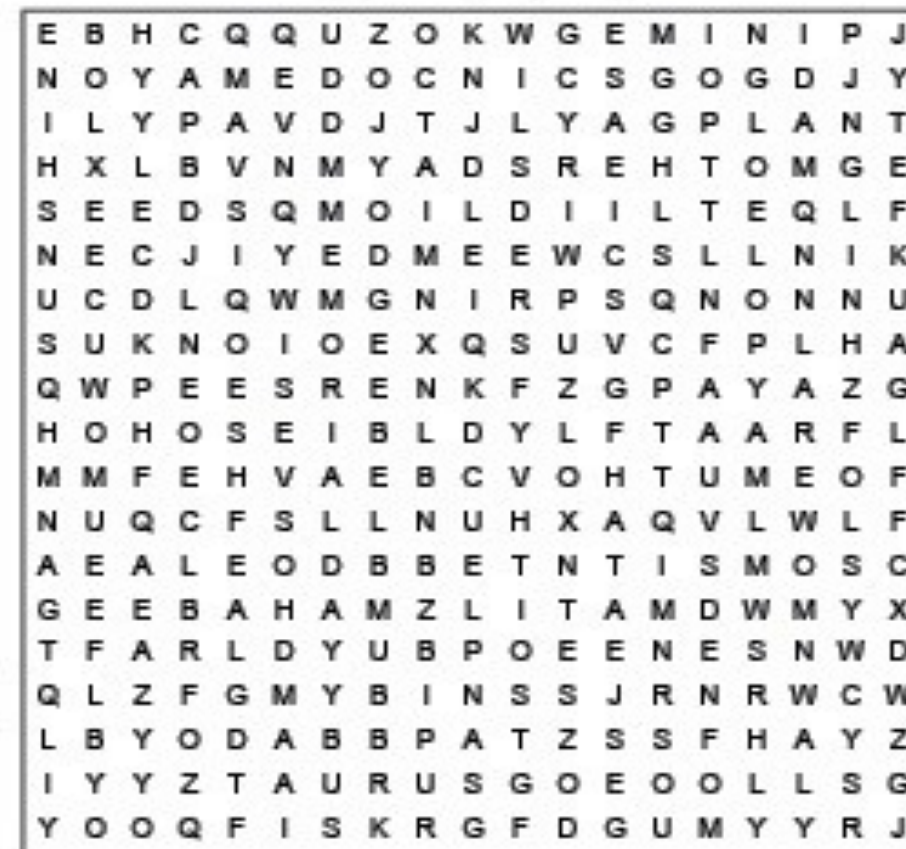 E B H C Q Q U Z O K W G E M I N I P J
N O Y A M E D O C N I C S G O G D J Y
I L Y P A V D J T J L Y A G P L A N T
H X L B V N M Y A D S R E H T O M G E
S E E D S Q M O I L D I I L T E Q L F
N E C J I Y E D M E E W C S L L N I K
U C D L Q W M G N I R P S Q N O N N U
S U K N O I O E X Q S U V C F P L H A
Q W P E E S R E N K F Z G P A Y A Z G
H O H O S E I B L D Y L F T A A R F L
M M F E H V A E B C V O H T U M E O F
N U Q C F S L L N U H X A Q V L W L F
A E A L E O D B B E T N T I S M O S C
G E E B A H A M Z L I T A M D W M Y X
T F A R L D Y U B P O E E N E S N W D
Q L Z F G M Y B I N S S J R N R W C W
L B Y O D A B B P A T Z S S F H A Y Z
I Y Y Z T A U R U S G O E O O L L S G
Y O O Q F I S K R G F D G U M Y Y R J